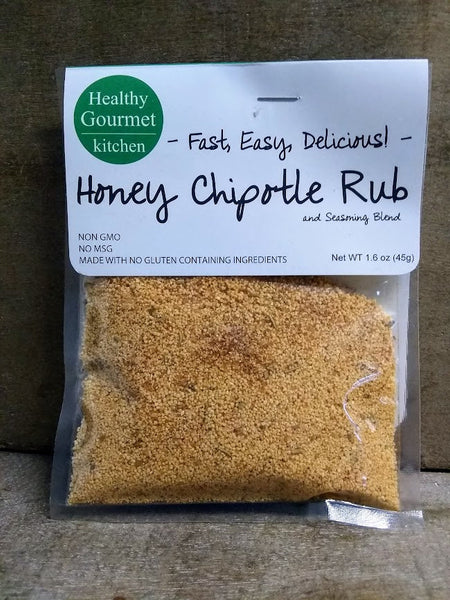 Healthy
Gourmet
kitchen
- Fast, Easy, Delicious! -
Honey Chipotle Rub
and Seasoning Blend
NON GMO
NO MSG
MADE WITH NO GLUTEN CONTAINING INGREDIENTS
Net WT 1.6 oz (45g)